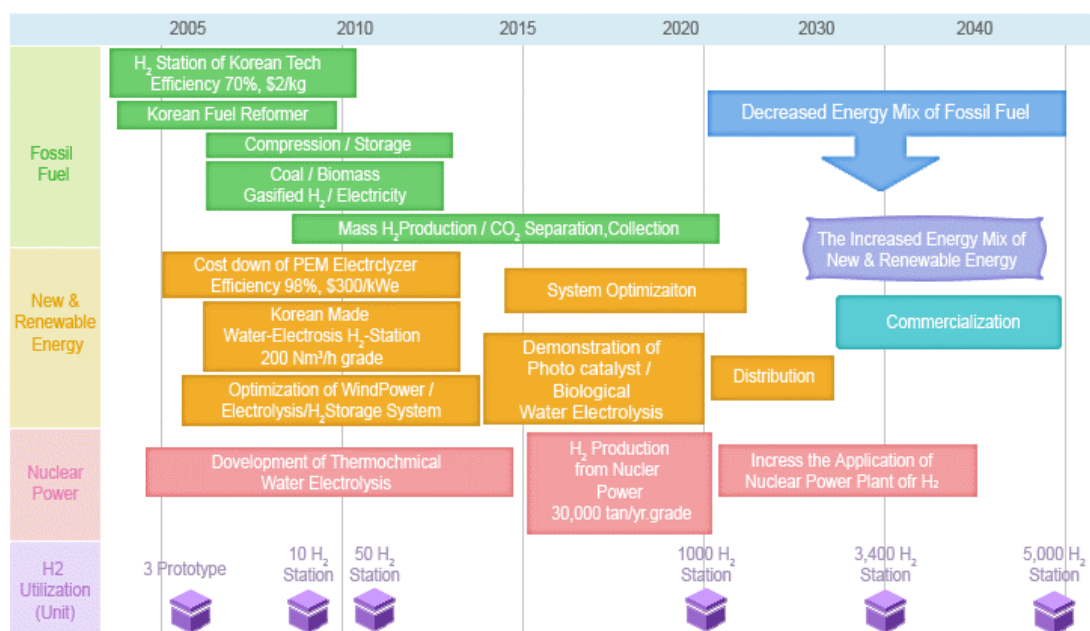 2005 2010 2015 2020 2030 2040
Fossil
Fuel
H₂ Station of Korean Tech
Efficiency 70%, $2/kg
Korean Fuel Reformer
Compression / Storage
Coal / Biomass
Gasified H₂ / Electricity
Mass H₂Production / CO₂ Separation,Collection
Decreased Energy Mix of Fossil Fuel
The Increased Energy Mix of
New & Renewable Energy
New &
Renewable
Energy
Cost down of PEM Electrclyzer
Efficiency 98%, $300/kWe
Korean Made
Water-Electrosis H₂-Station
200 Nm³/h grade
Optimization of WindPower /
Electrolysis/H₂Storage System
System Optimizaiton
Demonstration of
Photo catalyst /
Biological
Water Electrolysis
Distribution
Commercialization
Nuclear
Power
Dovelopment of Thermochmical
Water Electrolysis
H₂ Production
from Nucler
Power
30,000 tan/yr.grade
Incress the Application of
Nuclear Power Plant ofr H₂
H2
Utilization
(Unit)
3 Prototype
10 H₂
Station
50 H₂
Station
1000 H₂
Station
3,400 H₂
Station
5,000 H₂
Station